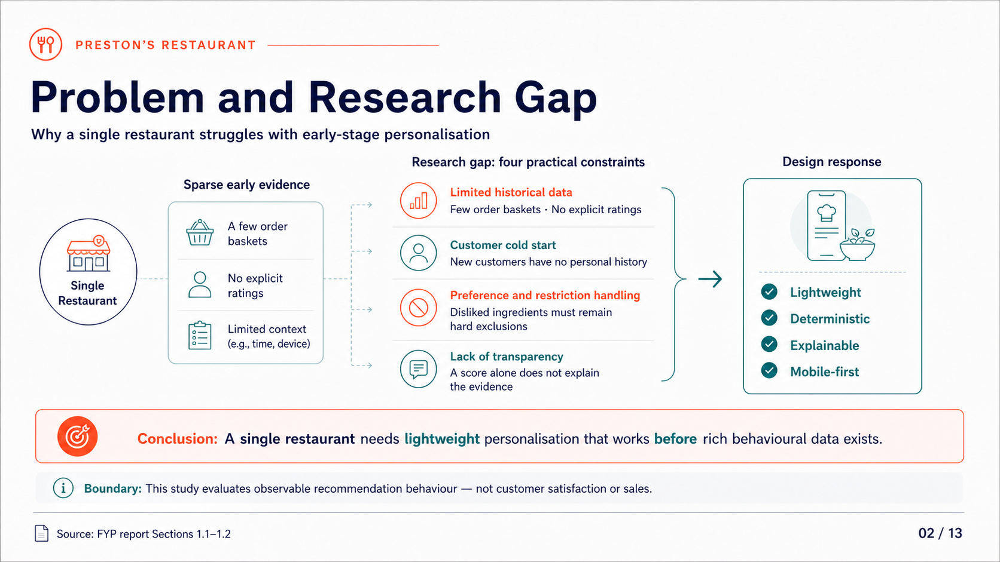 PRESTON’S RESTAURANT
Problem and Research Gap
Why a single restaurant struggles with early-stage personalisation
Single
Restaurant
Sparse early evidence
A few order
baskets
No explicit
ratings
Limited context
(e.g., time, device)
Research gap: four practical constraints
Limited historical data
Few order baskets · No explicit ratings
Customer cold start
New customers have no personal history
Preference and restriction handling
Disliked ingredients must remain
hard exclusions
Lack of transparency
A score alone does not explain
the evidence
Design response
Lightweight
Deterministic
Explainable
Mobile-first
Conclusion: A single restaurant needs lightweight personalisation that works before rich behavioural data exists.
Boundary: This study evaluates observable recommendation behaviour — not customer satisfaction or sales.
Source: FYP report Sections 1.1–1.2
02 / 13